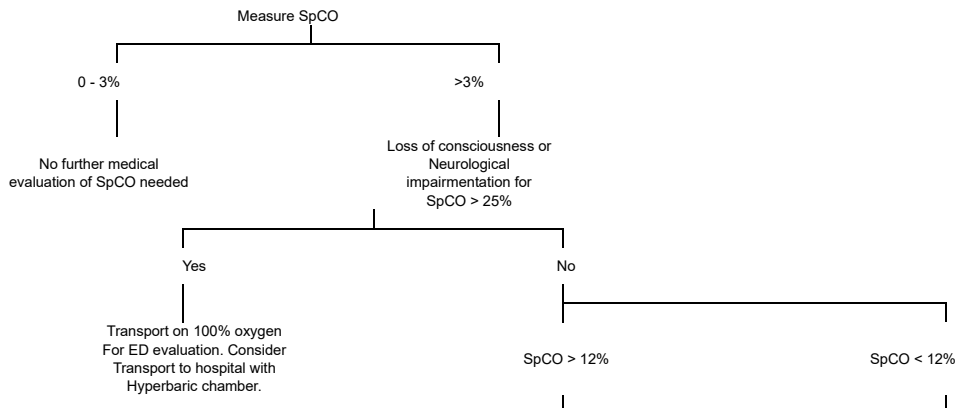 Measure SpCO
0 - 3%
>3%
No further medical
evaluation of SpCO needed
Loss of consciousness or
Neurological
impairmentation for
SpCO > 25%
Yes
No
Transport on 100% oxygen
For ED evaluation. Consider
Transport to hospital with
Hyperbaric chamber.
SpCO > 12%
SpCO < 12%